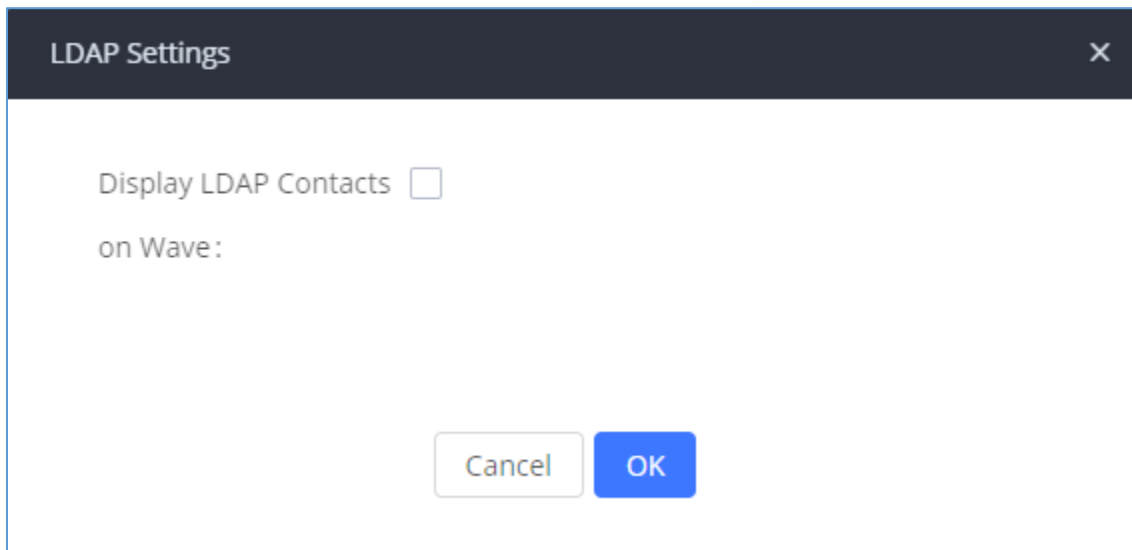 LDAP Settings
Display LDAP Contacts
on Wave:
Cancel OK